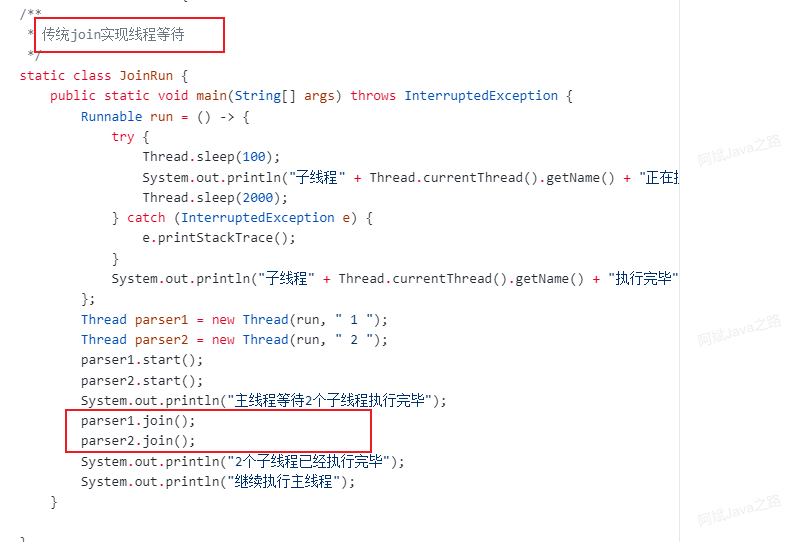 /**
 * 传统join实现线程等待
 */
static class JoinRun {
    public static void main(String[] args) throws InterruptedException {
        Runnable run = () -> {
            try {
                Thread.sleep(100);
                System.out.println("子线程" + Thread.currentThread().getName() + "正在
                Thread.sleep(2000);
            } catch (InterruptedException e) {
                e.printStackTrace();
            }
            System.out.println("子线程" + Thread.currentThread().getName() + "执行完毕"
        };
        Thread parser1 = new Thread(run, " 1 ");
        Thread parser2 = new Thread(run, " 2 ");
        parser1.start();
        parser2.start();
        System.out.println("主线程等待2个子线程执行完毕");
        parser1.join();
        parser2.join();
        System.out.println("2个子线程已经执行完毕");
        System.out.println("继续执行主线程");
    }
阿斌Java之路
阿斌Java之路
阿斌Java之路